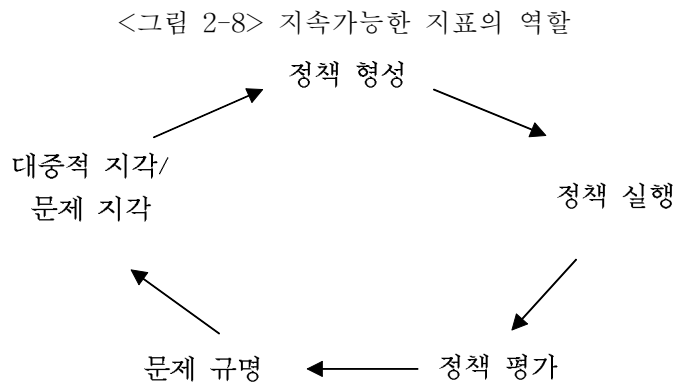 <그림 2-8> 지속가능한 지표의 역할
정책 형성
대중적 지각/
문제 지각
정책 실행
문제 규명
정책 평가